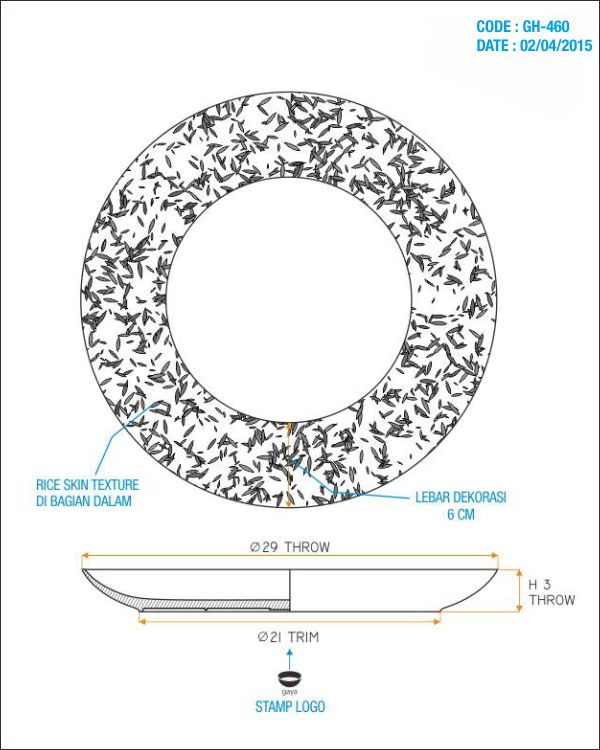 CODE : GH-460
DATE : 02/04/2015
RICE SKIN TEXTURE
DI BAGIAN DALAM
LEBAR DEKORASI
6 CM
Ø29 THROW
H 3
THROW
Ø21 TRIM
gaya
STAMP LOGO